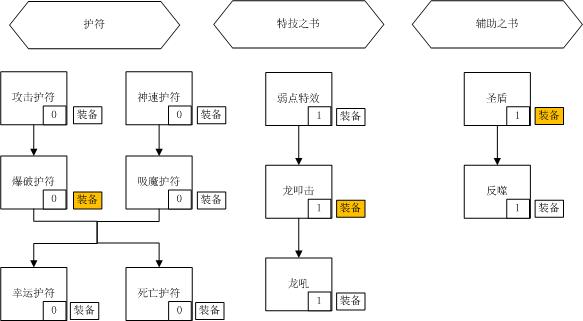 护符
特技之书
辅助之书
攻击护符
0
装备
神速护符
0
装备
弱点特效
1
装备
圣盾
1
装备
爆破护符
0
装备
吸魔护符
0
装备
龙叩击
1
装备
反噬
1
装备
幸运护符
0
装备
死亡护符
0
装备
龙吼
1
装备